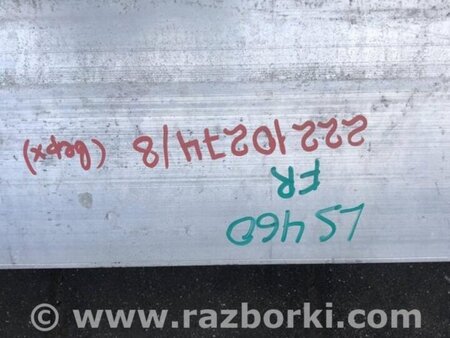 LS 460
FR
22210274/8 (верх)
© www.razborki.com